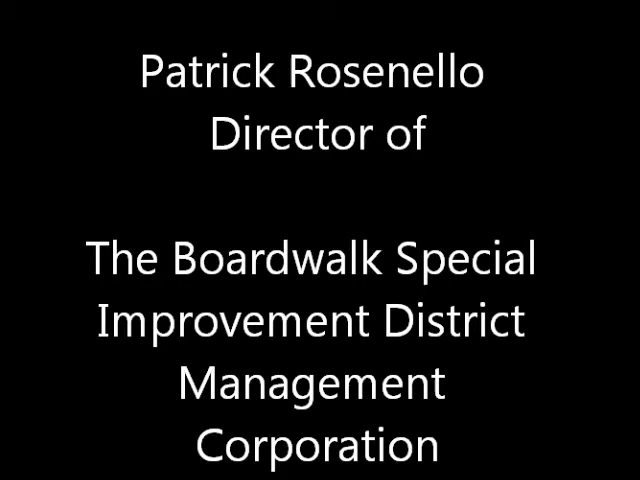 Patrick Rosenello
Director of
The Boardwalk Special
Improvement District
Management
Corporation